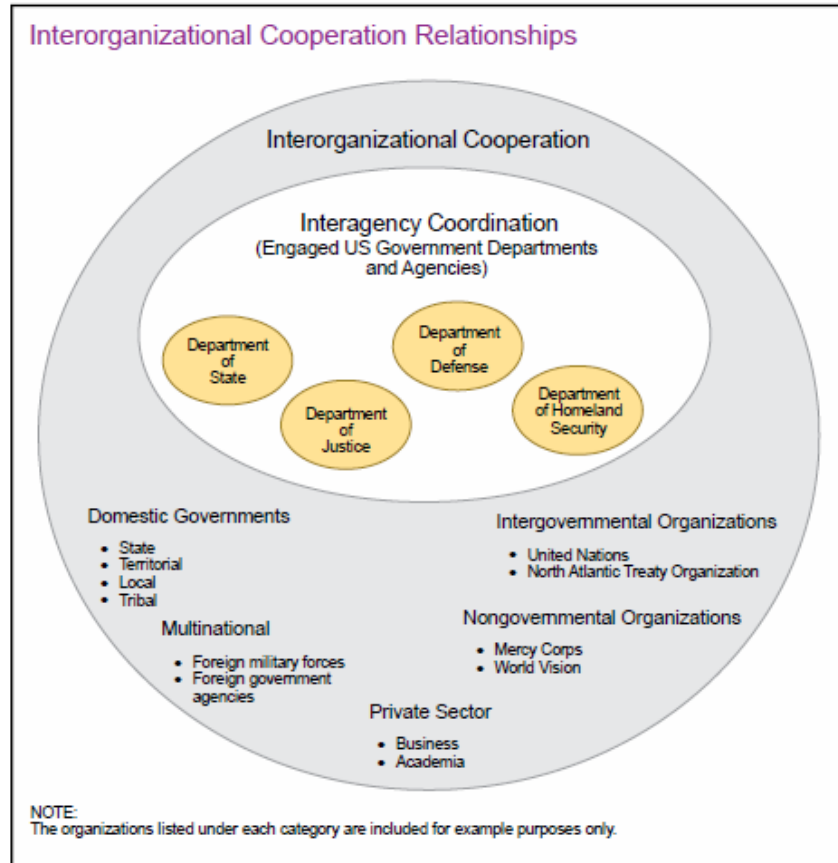 Interorganizational Cooperation Relationships
Interorganizational Cooperation
Interagency Coordination
(Engaged US Government Departments
and Agencies)
Department
of
State
Department
of
Defense
Department
of
Justice
Department
of Homeland
Security
Domestic Governments
• State
• Territorial
• Local
• Tribal
Intergovernmental Organizations
• United Nations
• North Atlantic Treaty Organization
Multinational
• Foreign military forces
• Foreign government
agencies
Nongovernmental Organizations
• Mercy Corps
• World Vision
Private Sector
• Business
• Academia
NOTE:
The organizations listed under each category are included for example purposes only.